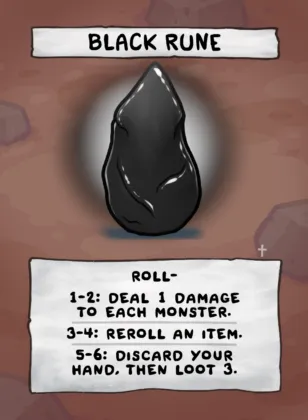 BLACK RUNE
ROLL-
1-2: DEAL 1 DAMAGE
TO EACH MONSTER.
3-4: REROLL AN ITEM.
5-6: DISCARD YOUR
HAND, THEN LOOT 3.